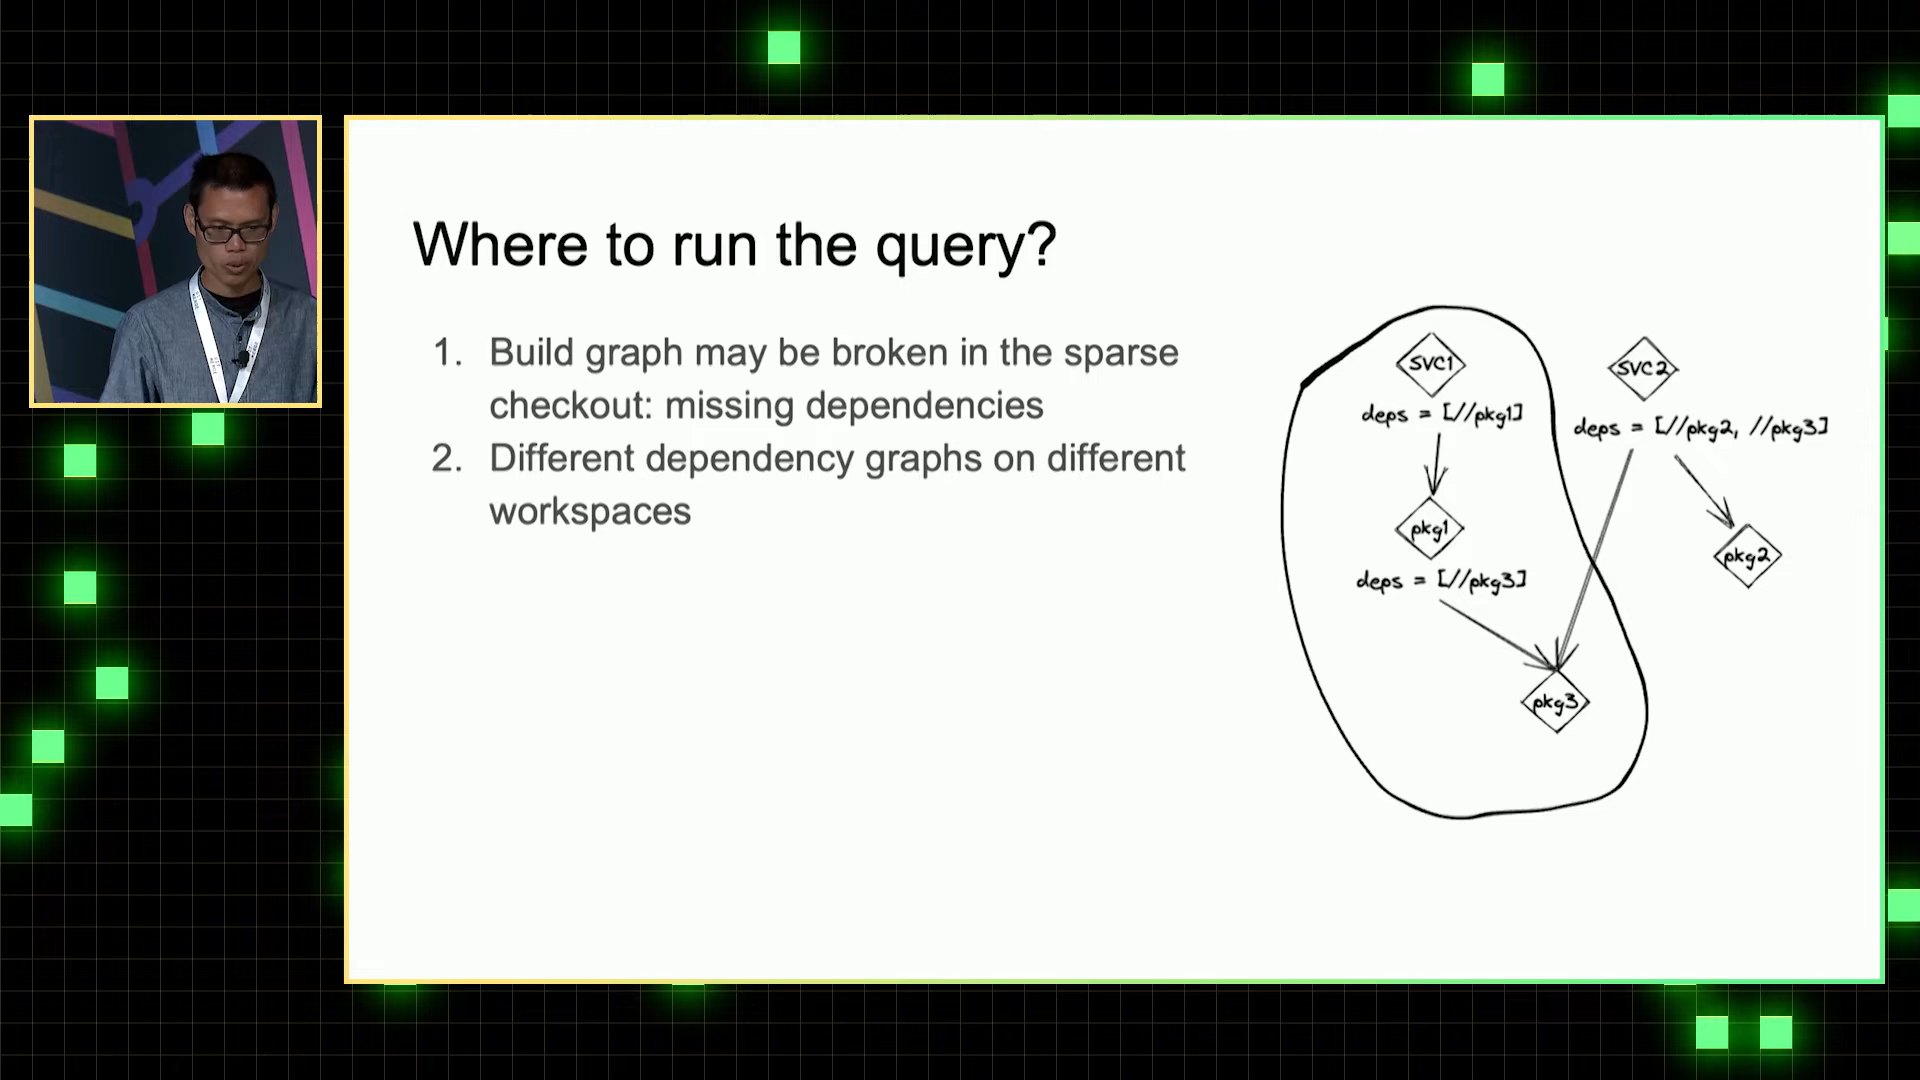 Where to run the query?
1. Build graph may be broken in the sparse
checkout: missing dependencies
2. Different dependency graphs on different
workspaces
SVC1
deps = [//pkg1]
pkg1
deps = [//pkg3]
pkg3
SVC2
deps = [//pkg2, //pkg3]
pkg2